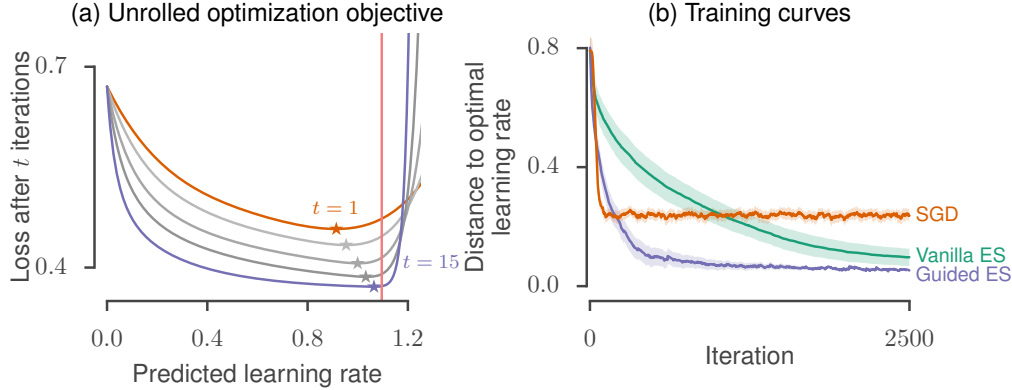 (a) Unrolled optimization objective
Loss after t iterations
0.7
0.4
t = 1
t = 15
0.0
0.4
0.8
1.2
Predicted learning rate
(b) Training curves
Distance to optimal
learning rate
0.8
0.4
0.0
SGD
Vanilla ES
Guided ES
0
2500
Iteration